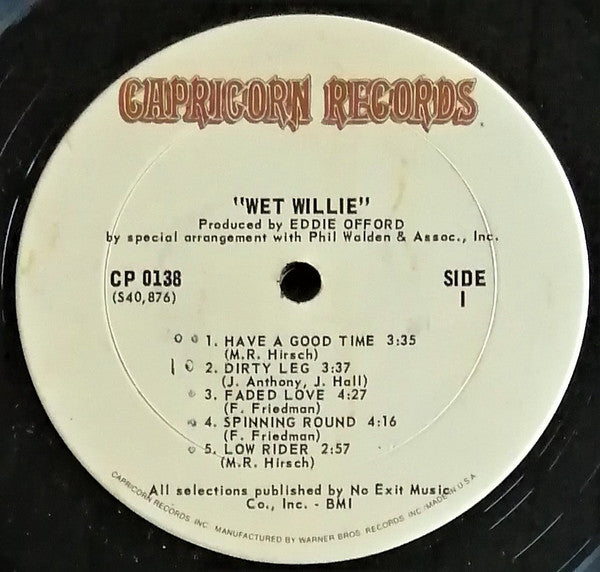 CAPRICORN RECORDS
"WET WILLIE"
Produced by EDDIE OFFORD
by special arrangement with Phil Walden & Assoc., Inc.
CP 0138
(S40,876)
SIDE
1
1. HAVE A GOOD TIME 3:35
(M.R. Hirsch)
2. DIRTY LEG 3:37
(J. Anthony, J. Hall)
3. FADED LOVE 4:27
(F. Friedman)
4. SPINNING ROUND 4:16
(F. Friedman)
5. LOW RIDER 2:57
(M.R. Hirsch)
All selections published by No Exit Music
Co., Inc. - BMI
CAPRICORN RECORDS INC. MANUFACTURED BY WARNER BROS. RECORDS INC. MADE IN U.S.A.